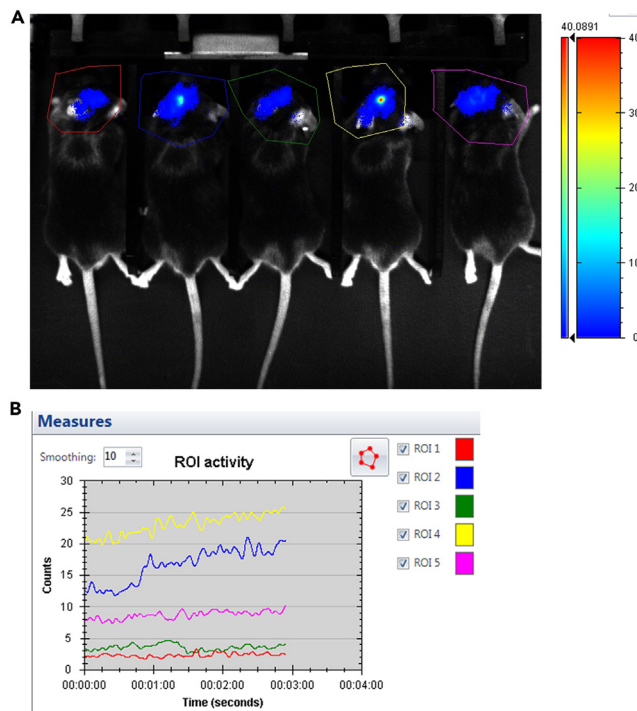 A
40.0891
40
30
20
10
0
B
Measures
Smoothing: 10
ROI activity
ROI 1
ROI 2
ROI 3
ROI 4
ROI 5
30
25
20
15
10
5
0
Counts
00:00:00 00:01:00 00:02:00 00:03:00 00:04:00
Time (seconds)